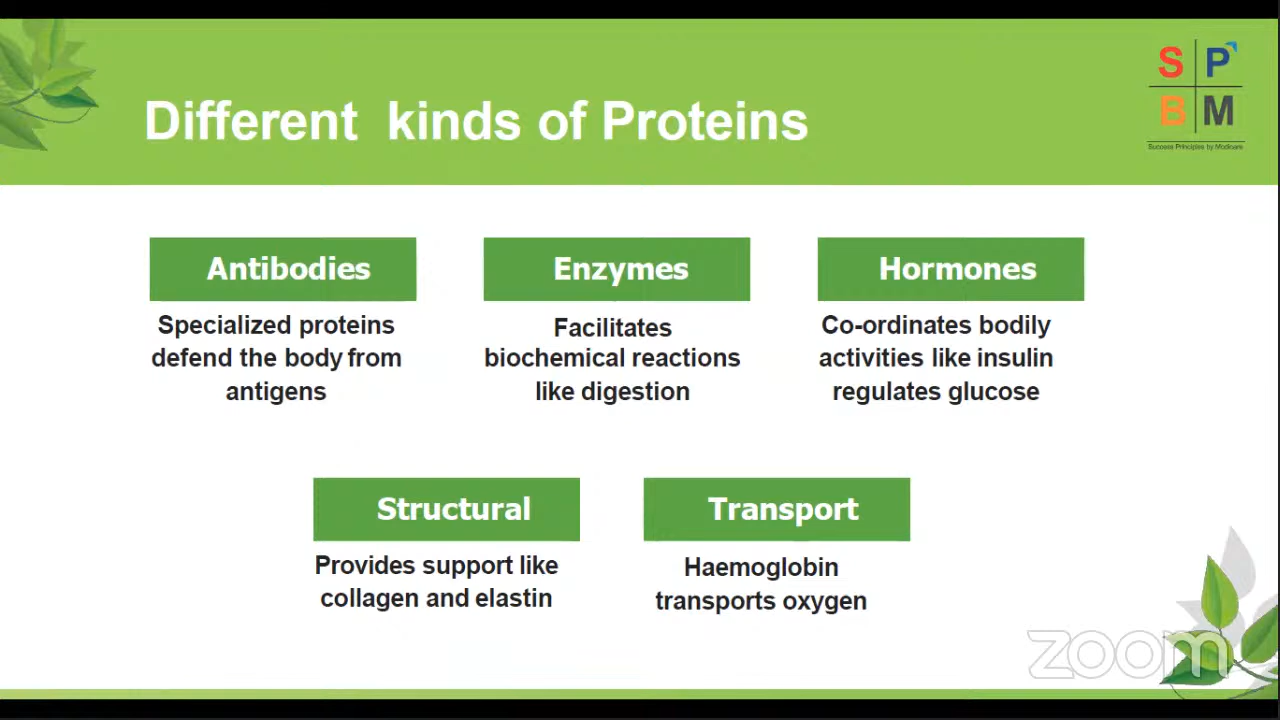 S P
B M
Success Principles by Modicare
Different kinds of Proteins
Antibodies
Specialized proteins
defend the body from
antigens
Enzymes
Facilitates
biochemical reactions
like digestion
Hormones
Co-ordinates bodily
activities like insulin
regulates glucose
Structural
Provides support like
collagen and elastin
Transport
Haemoglobin
transports oxygen
zoom